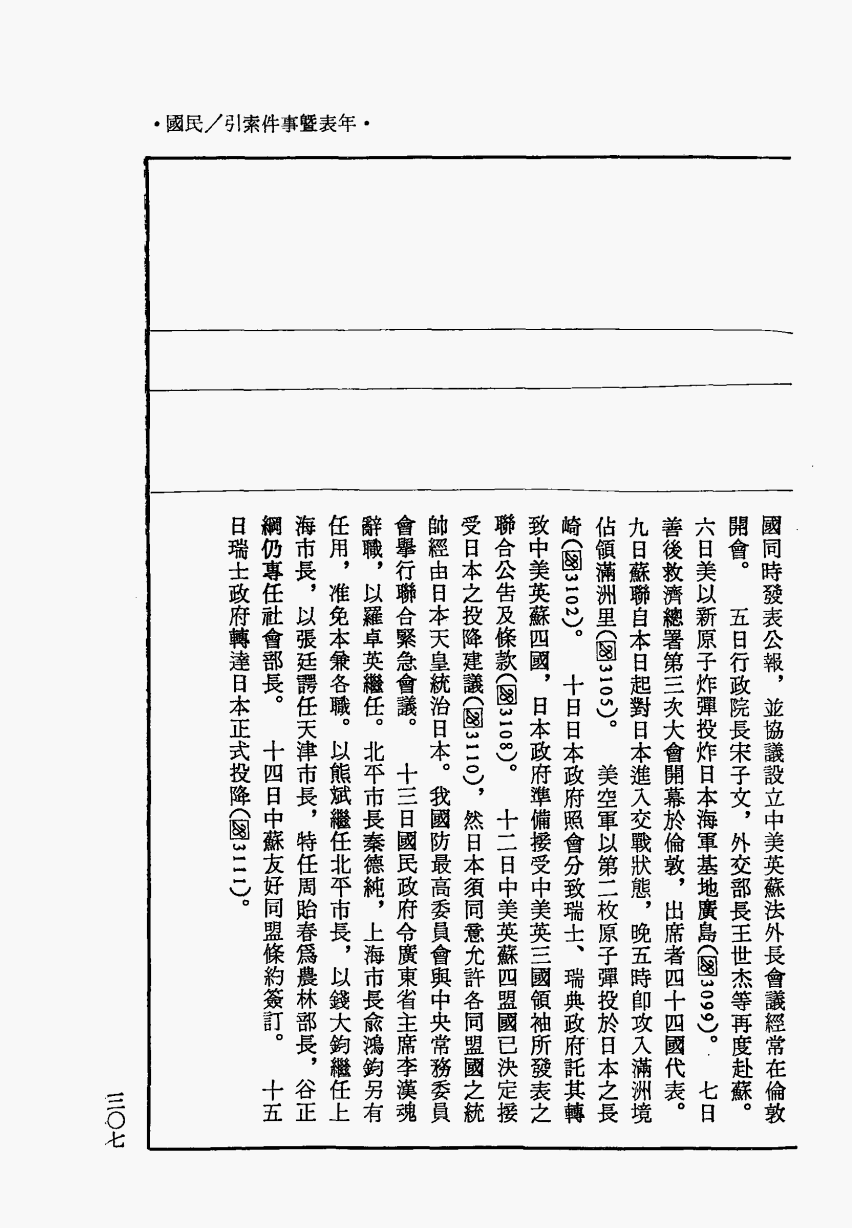 •國民／引索件事暨表年•
國同時發表公報，並協議設立中美英蘇法外長會議經常在倫敦
開會。　五日行政院長宋子文，外交部長王世杰等再度赴蘇。
六日美以新原子炸彈投炸日本海軍基地廣島(圖3099)。　七日
善後救濟總署第三次大會開幕於倫敦，出席者四十四國代表。
九日蘇聯自本日起對日本進入交戰狀態，晚五時卽攻入滿洲境
佔領滿洲里(圖3105)。　美空軍以第二枚原子彈投於日本之長
崎(圖3102)。　十日日本政府照會分致瑞士、瑞典政府託其轉
致中美英蘇四國，日本政府準備接受中美英三國領袖所發表之
聯合公告及條款(圖3108)。　十二日中美英蘇四盟國已決定接
受日本之投降建議(圖3110)，然日本須同意允許各同盟國之統
帥經由日本天皇統治日本。我國防最高委員會與中央常務委員
會舉行聯合緊急會議。　十三日國民政府令廣東省主席李漢魂
辭職，以羅卓英繼任。北平市長秦德純，上海市長兪鴻鈞另有
任用，准免本兼各職。以熊斌繼任北平市長，以錢大鈞繼任上
海市長，以張廷諤任天津市長，特任周貽春爲農林部長，谷正
綱仍專任社會部長。　十四日中蘇友好同盟條約簽訂。　十五
日瑞士政府轉達日本正式投降(圖3111)。
三〇七